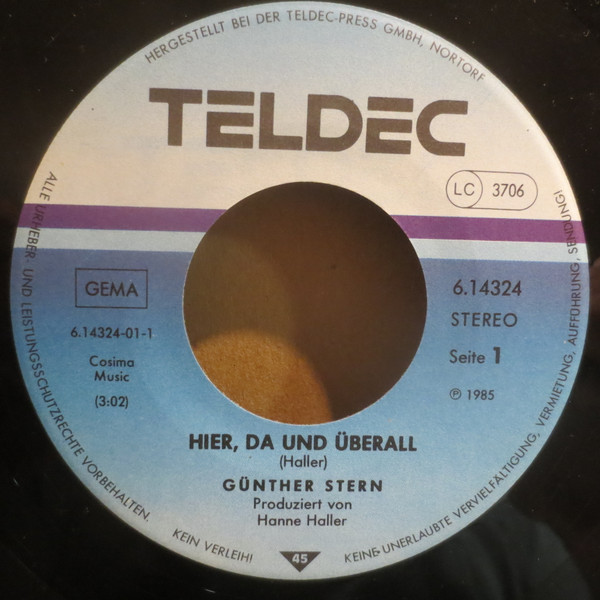 HERGESTELLT BEI DER TELDEC-PRESS GMBH, NORTORF
TELDEC
LC 3706
GEMA
6.14324-01-1
Cosima
Music
(3:02)
6.14324
STEREO
Seite 1
℗ 1985
HIER, DA UND ÜBERALL
(Haller)
GÜNTHER STERN
Produziert von
Hanne Haller
45
ALLE URHEBER- UND LEISTUNGSSCHUTZRECHTE VORBEHALTEN. KEIN VERLEIH! KEINE UNERLAUBTE VERVIELFÄLTIGUNG, VERMIETUNG, AUFFÜHRUNG, SENDUNG!